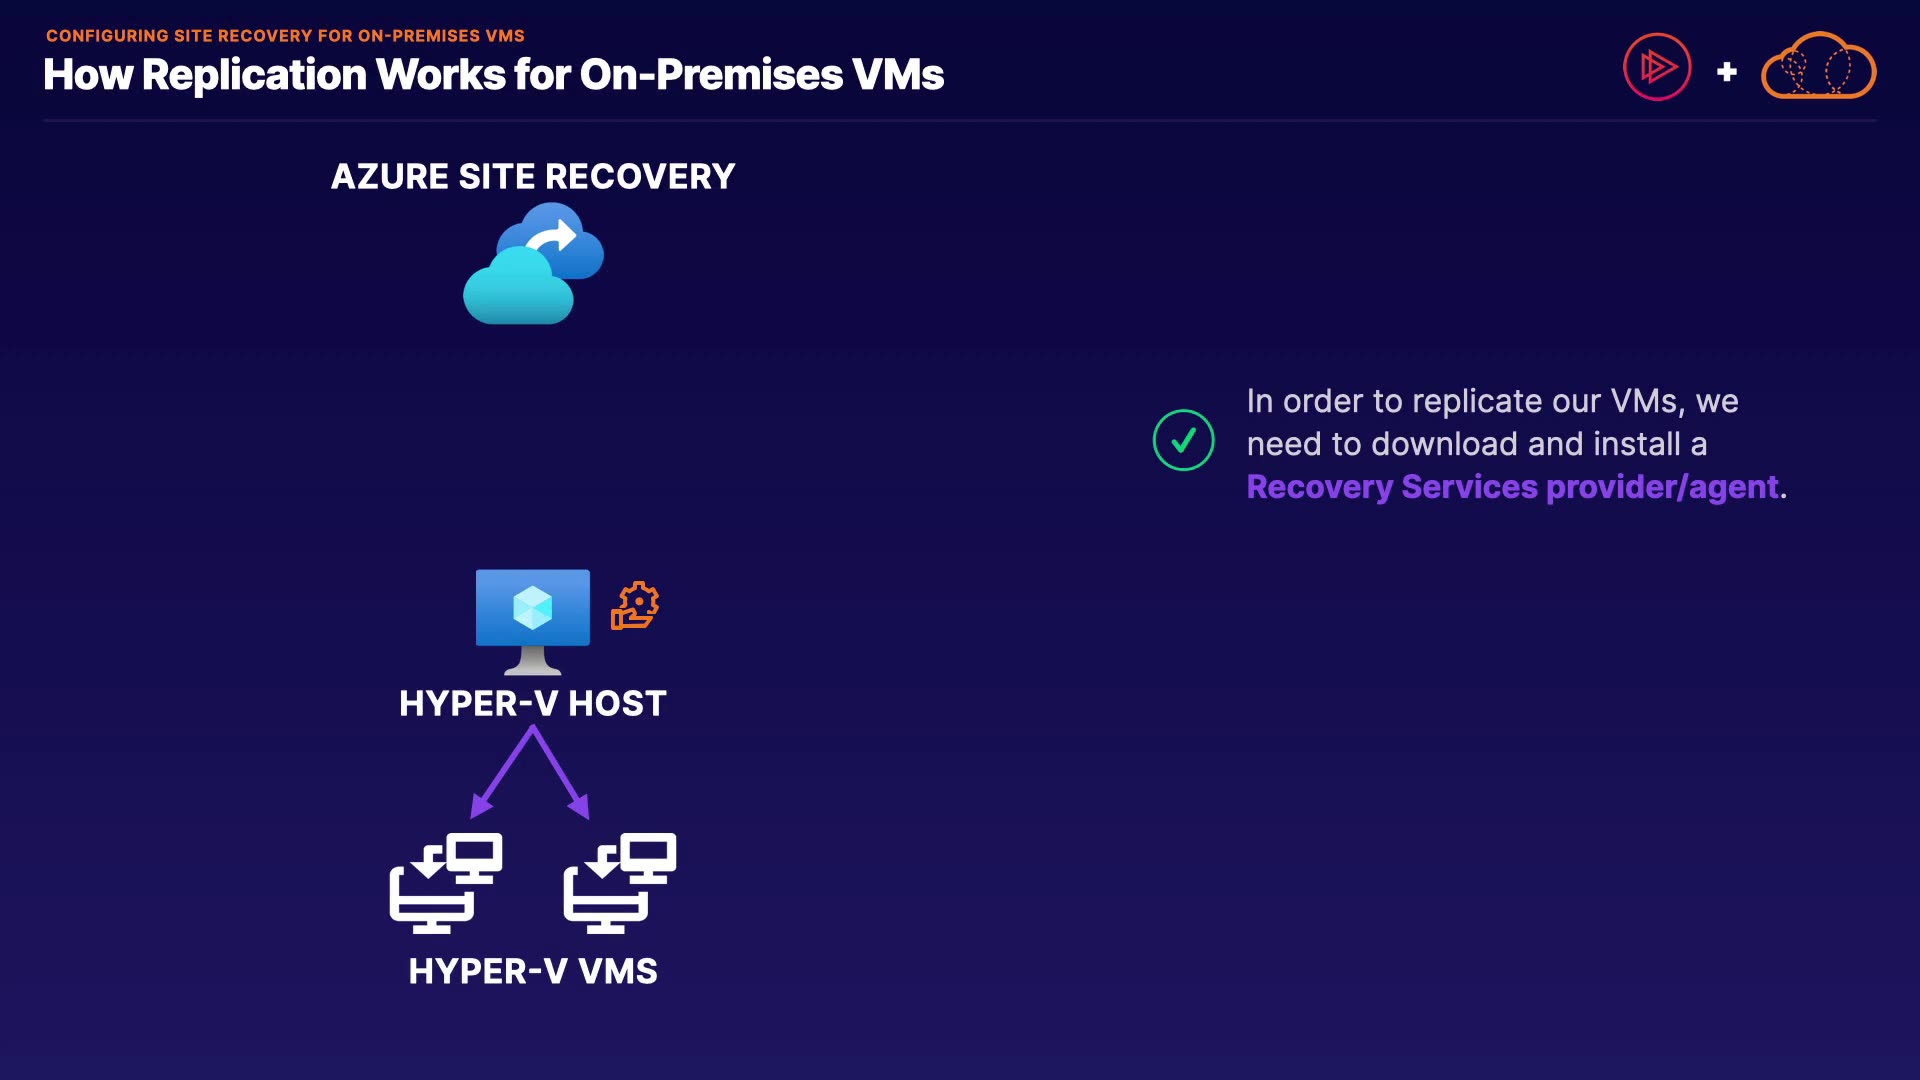 CONFIGURING SITE RECOVERY FOR ON-PREMISES VMS
How Replication Works for On-Premises VMs
+
AZURE SITE RECOVERY
In order to replicate our VMs, we
need to download and install a
Recovery Services provider/agent.
HYPER-V HOST
HYPER-V VMS